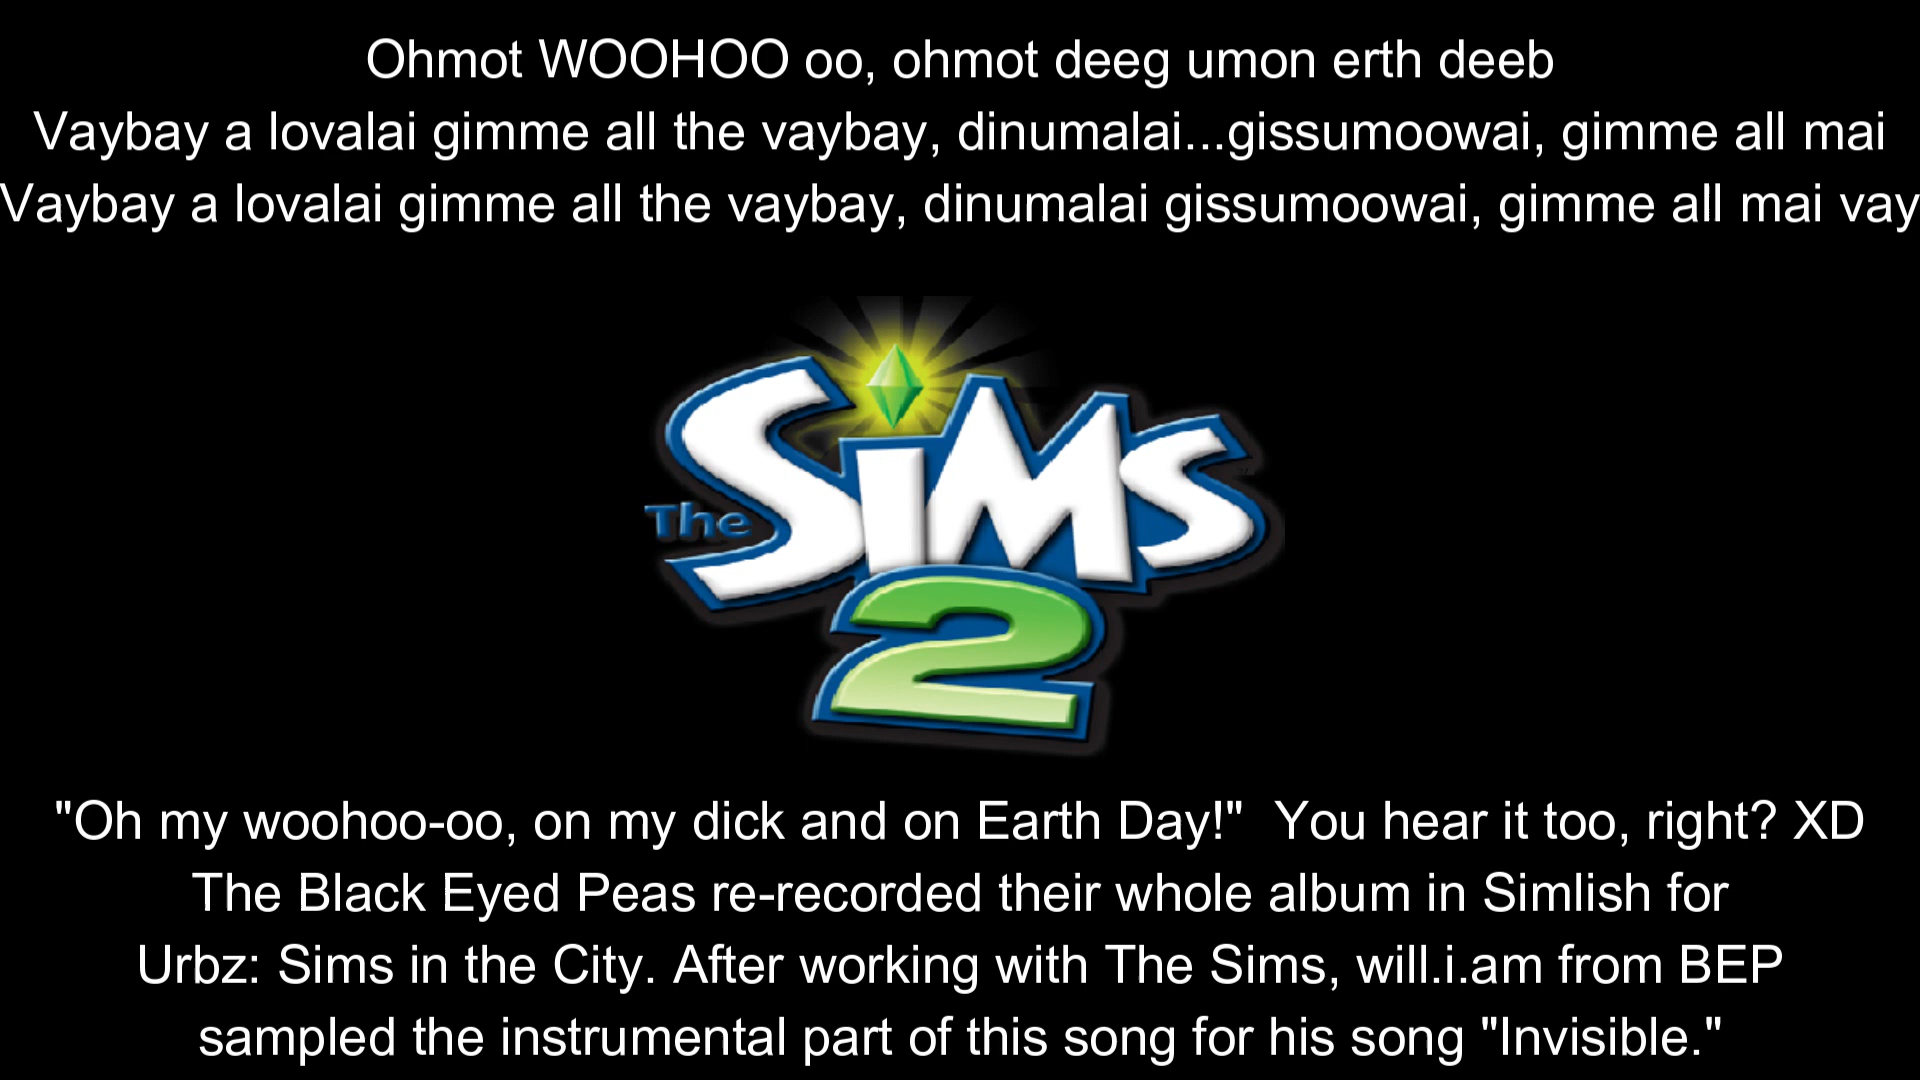 Ohmot WOOHOO oo, ohmot deeg umon erth deeb
Vaybay a lovalai gimme all the vaybay, dinumalai...gissumoowai, gimme all mai
Vaybay a lovalai gimme all the vaybay, dinumalai gissumoowai, gimme all mai vay
The SiMS
2
"Oh my woohoo-oo, on my dick and on Earth Day!"  You hear it too, right? XD
The Black Eyed Peas re-recorded their whole album in Simlish for
Urbz: Sims in the City. After working with The Sims, will.i.am from BEP
sampled the instrumental part of this song for his song "Invisible."